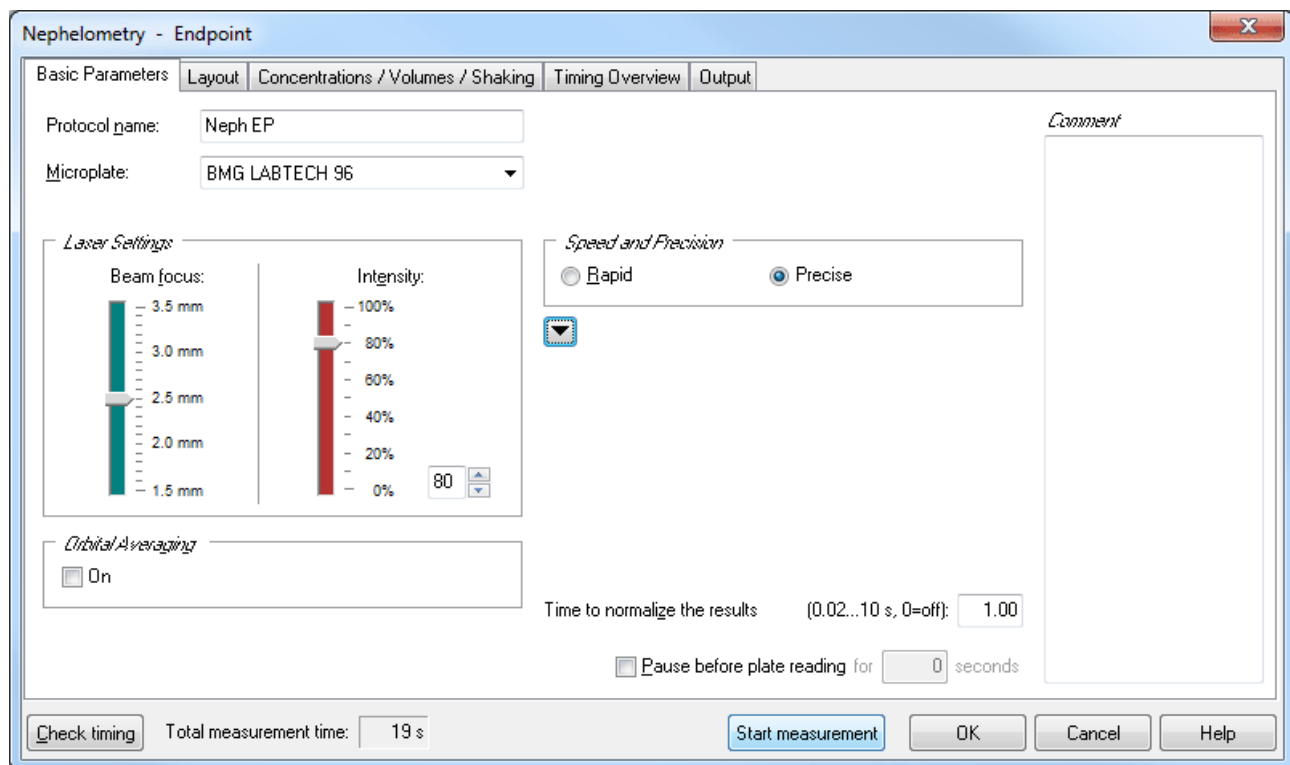 Nephelometry - Endpoint
Basic Parameters Layout Concentrations / Volumes / Shaking Timing Overview Output
Protocol name: Neph EP
Comment
Microplate: BMG LABTECH 96
Laser Settings
Beam focus: Intensity:
3.5 mm 100%
3.0 mm 80%
60%
2.5 mm
40%
2.0 mm
20%
1.5 mm 0% 80
Speed and Precision
Rapid Precise
Orbital Averaging
On
Time to normalize the results (0.02...10 s, 0=off): 1.00
Pause before plate reading for 0 seconds
Check timing Total measurement time: 19 s Start measurement OK Cancel Help